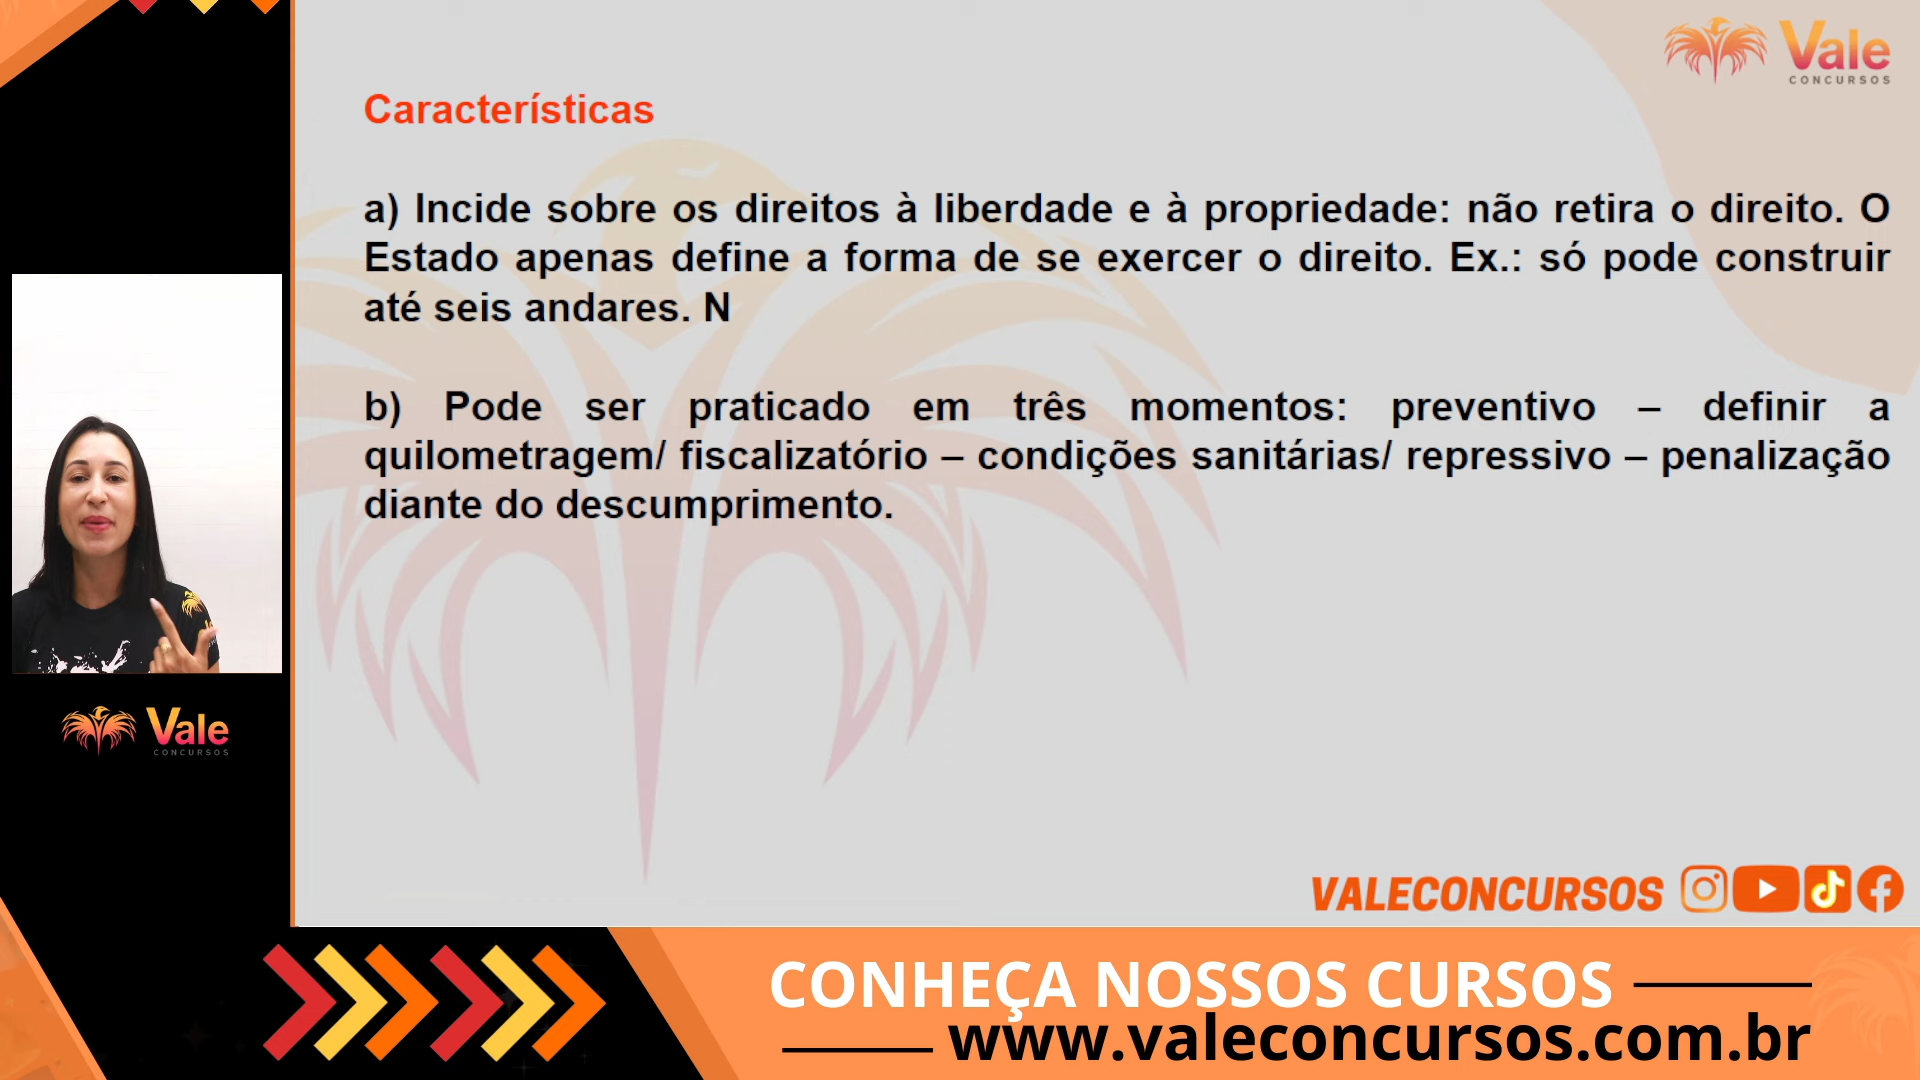 Vale
CONCURSOS
Características
a) Incide sobre os direitos à liberdade e à propriedade: não retira o direito. O
Estado apenas define a forma de se exercer o direito. Ex.: só pode construir
até seis andares. N
b) Pode ser praticado em três momentos: preventivo – definir a
quilometragem/ fiscalizatório – condições sanitárias/ repressivo – penalização
diante do descumprimento.
Vale
CONCURSOS
VALECONCURSOS
CONHEÇA NOSSOS CURSOS
www.valeconcursos.com.br